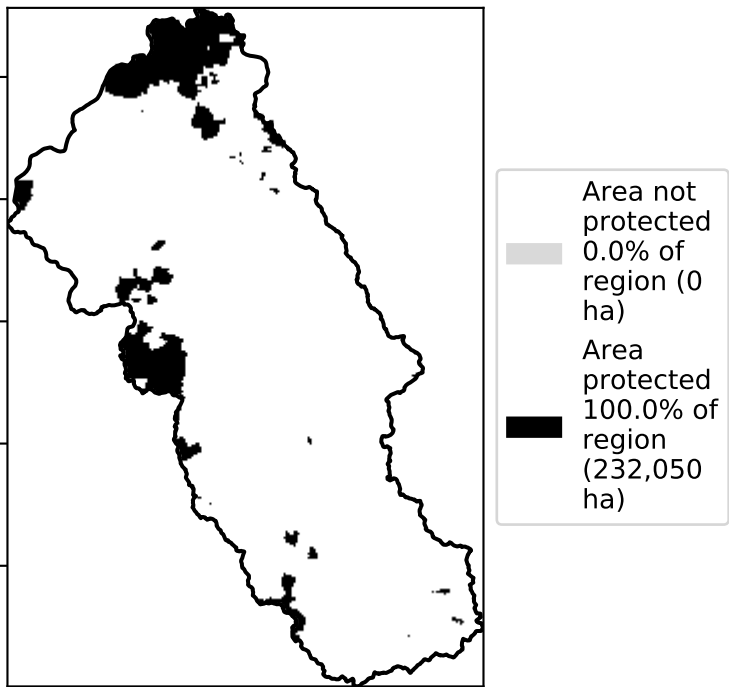 Area not
protected
0.0% of
region (0
ha)
Area
protected
100.0% of
region
(232,050
ha)